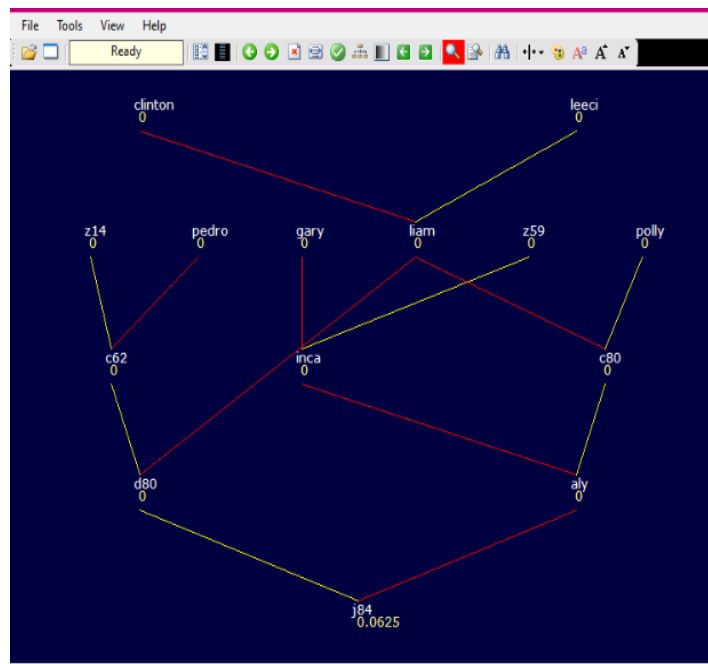 File Tools View Help
Ready
Aa A A
clinton leeci
0 0
z14 pedro gary liam z59 polly
0 0 0 0 0 0
c62 inca c80
0 0 0
d80 aly
0 0
j84
0.0625